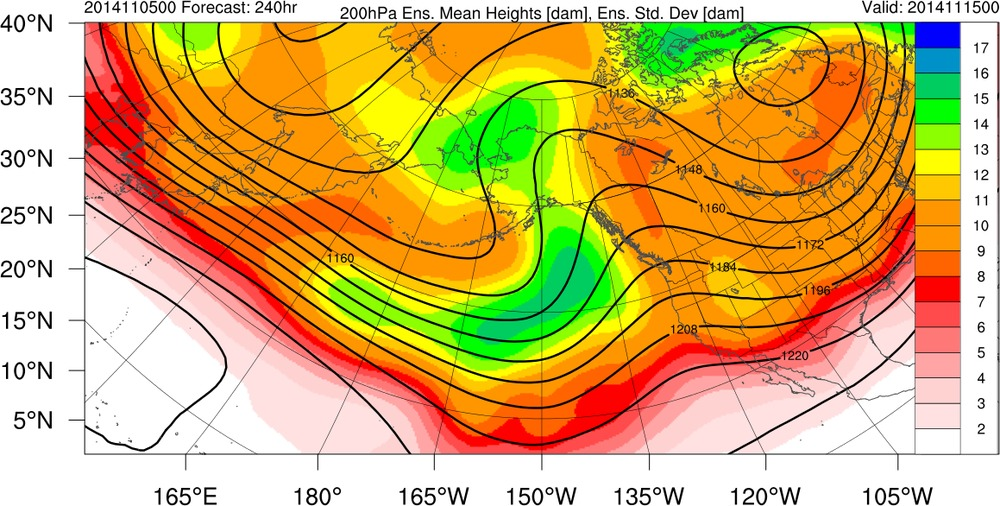 2014110500 Forecast: 240hr
200hPa Ens. Mean Heights [dam], Ens. Std. Dev [dam]
Valid: 2014111500
40°N
35°N
30°N
25°N
20°N
15°N
10°N
5°N
1136
1148
1160
1172
1160
1184
1196
1208
1220
17
16
15
14
13
12
11
10
9
8
7
6
5
4
3
2
165°E
180°
165°W
150°W
135°W
120°W
105°W